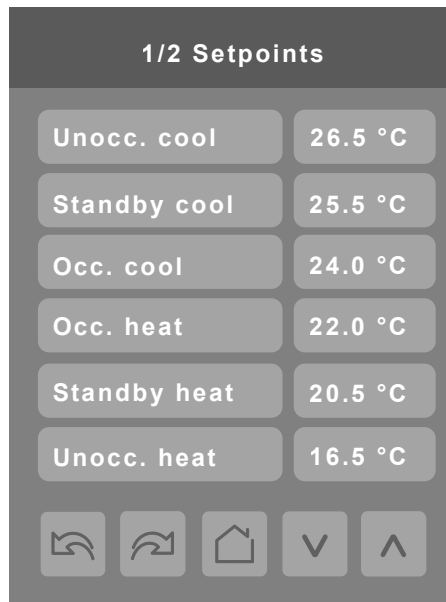 1/2 Setpoints
Unocc. cool 26.5 °C
Standby cool 25.5 °C
Occ. cool 24.0 °C
Occ. heat 22.0 °C
Standby heat 20.5 °C
Unocc. heat 16.5 °C